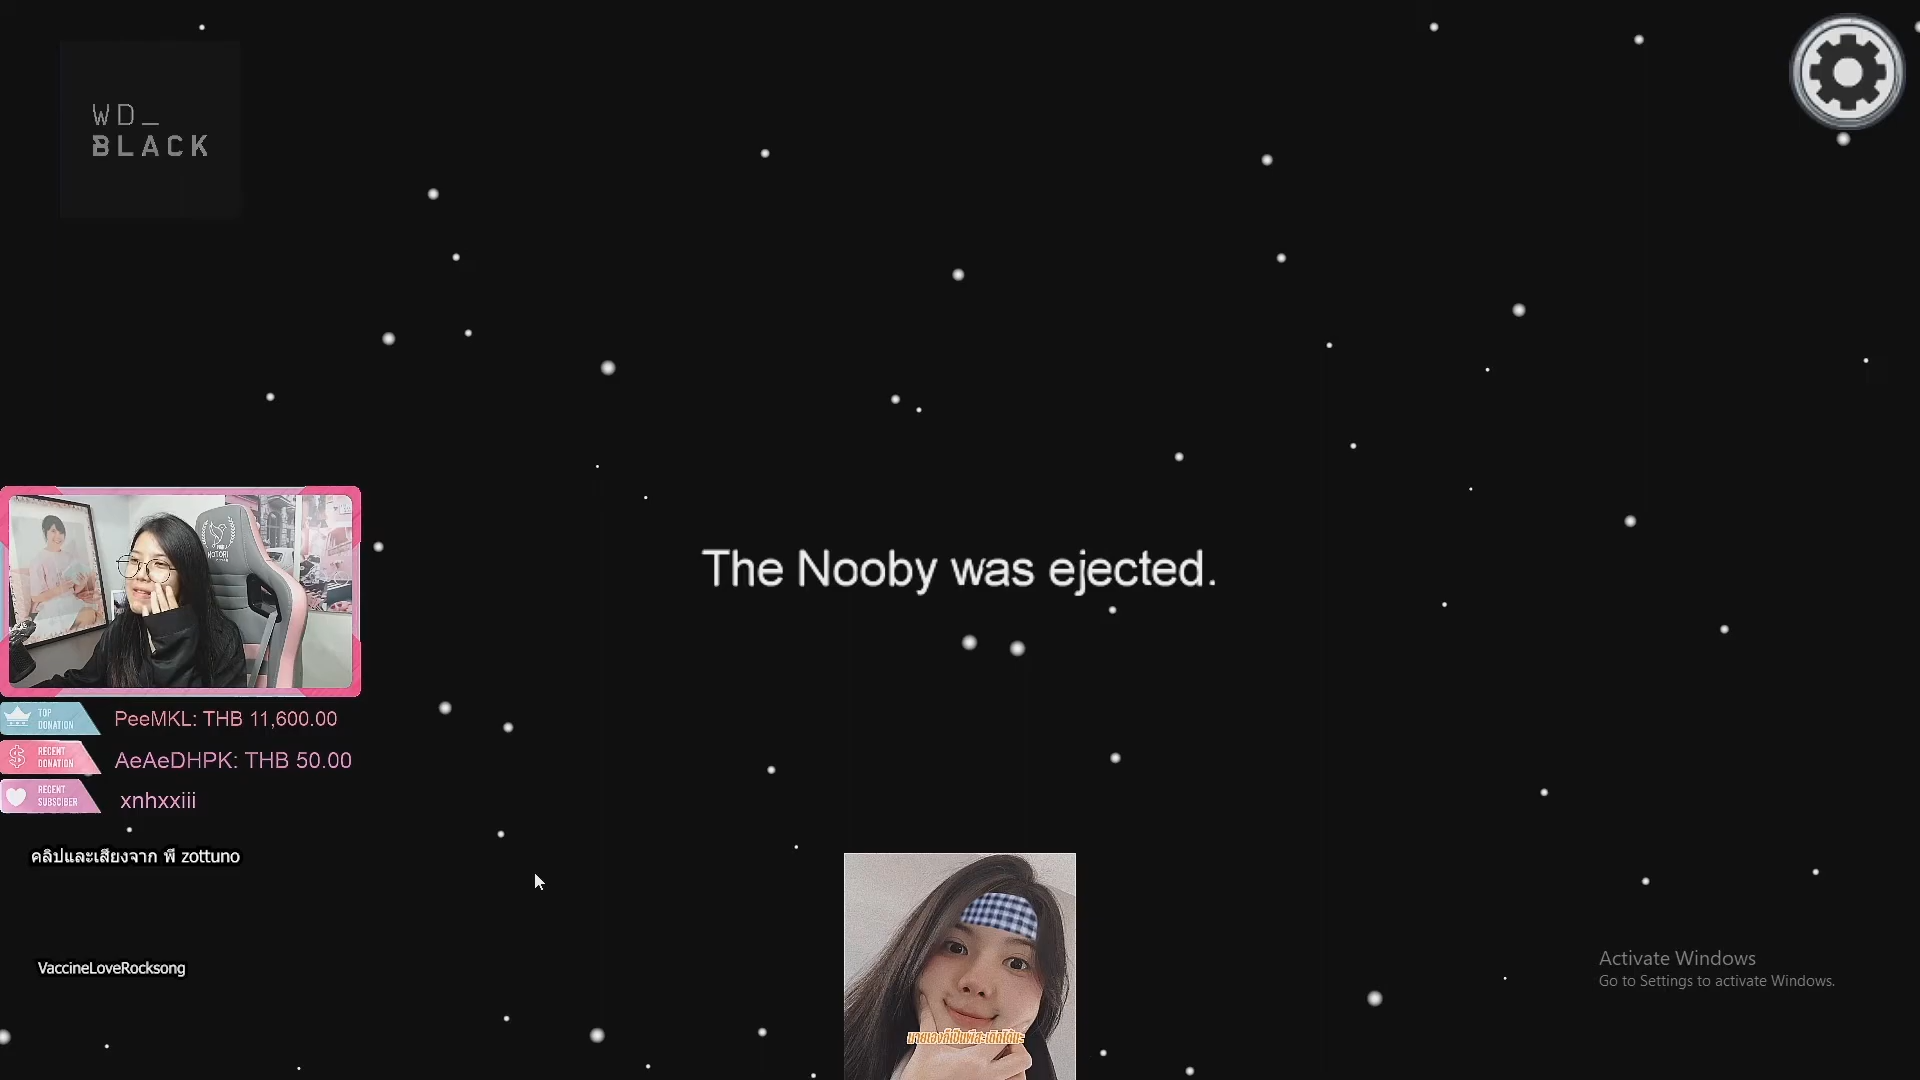 WD_
BLACK
The Nooby was ejected.
TOP
DONATION
PeeMKL: THB 11,600.00
RECENT
DONATION
AeAeDHPK: THB 50.00
RECENT
SUBSCIBER
xnhxxiii
คลิปและเสียงจาก พี่ zottuno
VaccineLoveRocksong
Activate Windows
Go to Settings to activate Windows.